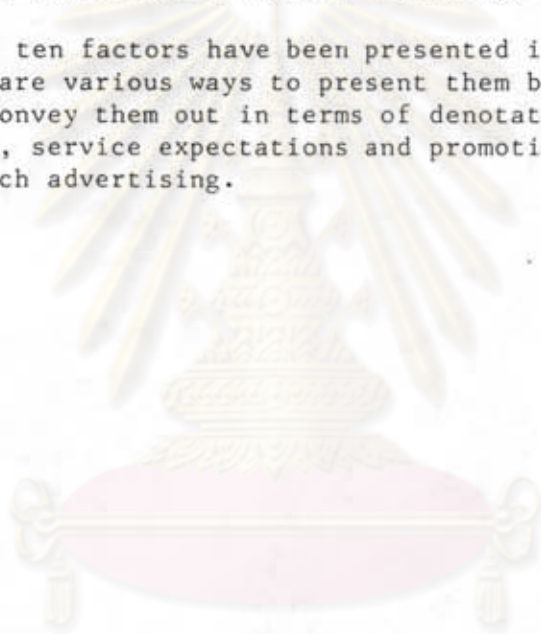 ten factors have been presented i
are various ways to present them b
onvey them out in terms of denotat
, service expectations and promoti
ch advertising.